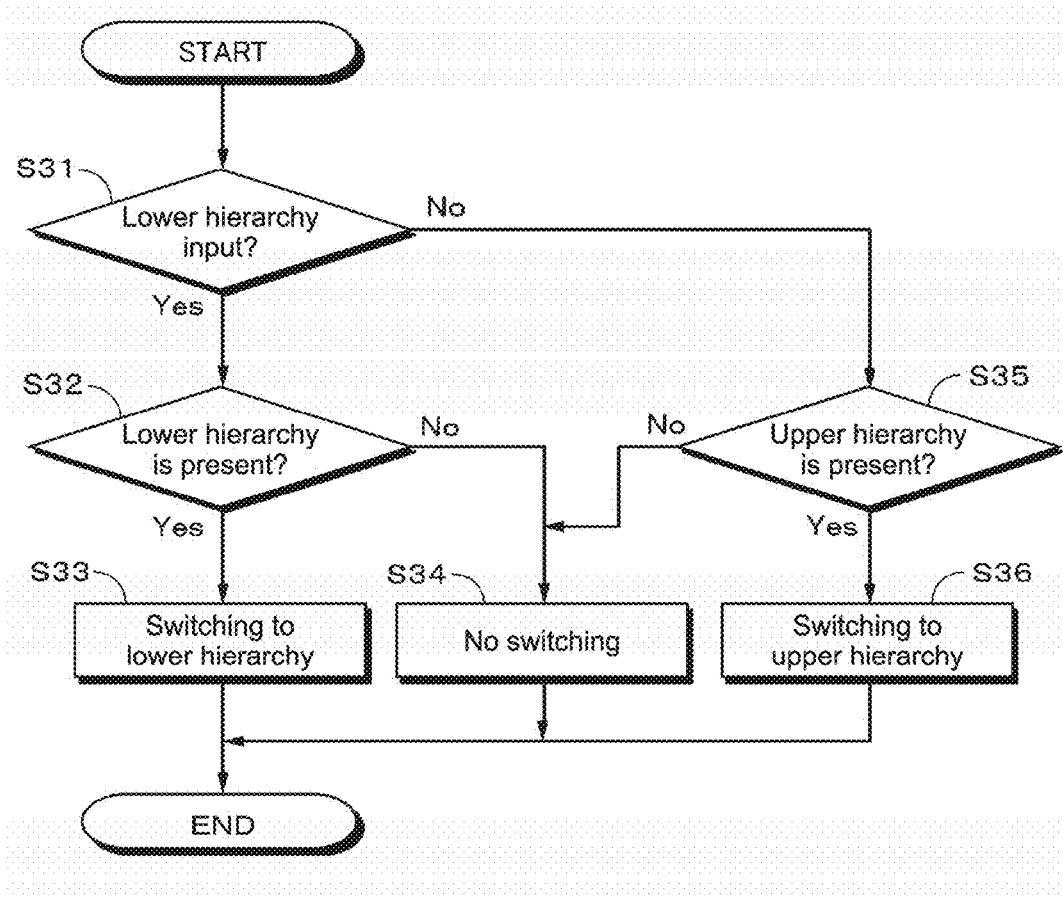 START
S31
Lower hierarchy
input?
No
Yes
S32
Lower hierarchy
is present?
No
Yes
S35
Upper hierarchy
is present?
No
Yes
S33
Switching to
lower hierarchy
S34
No switching
S36
Switching to
upper hierarchy
END